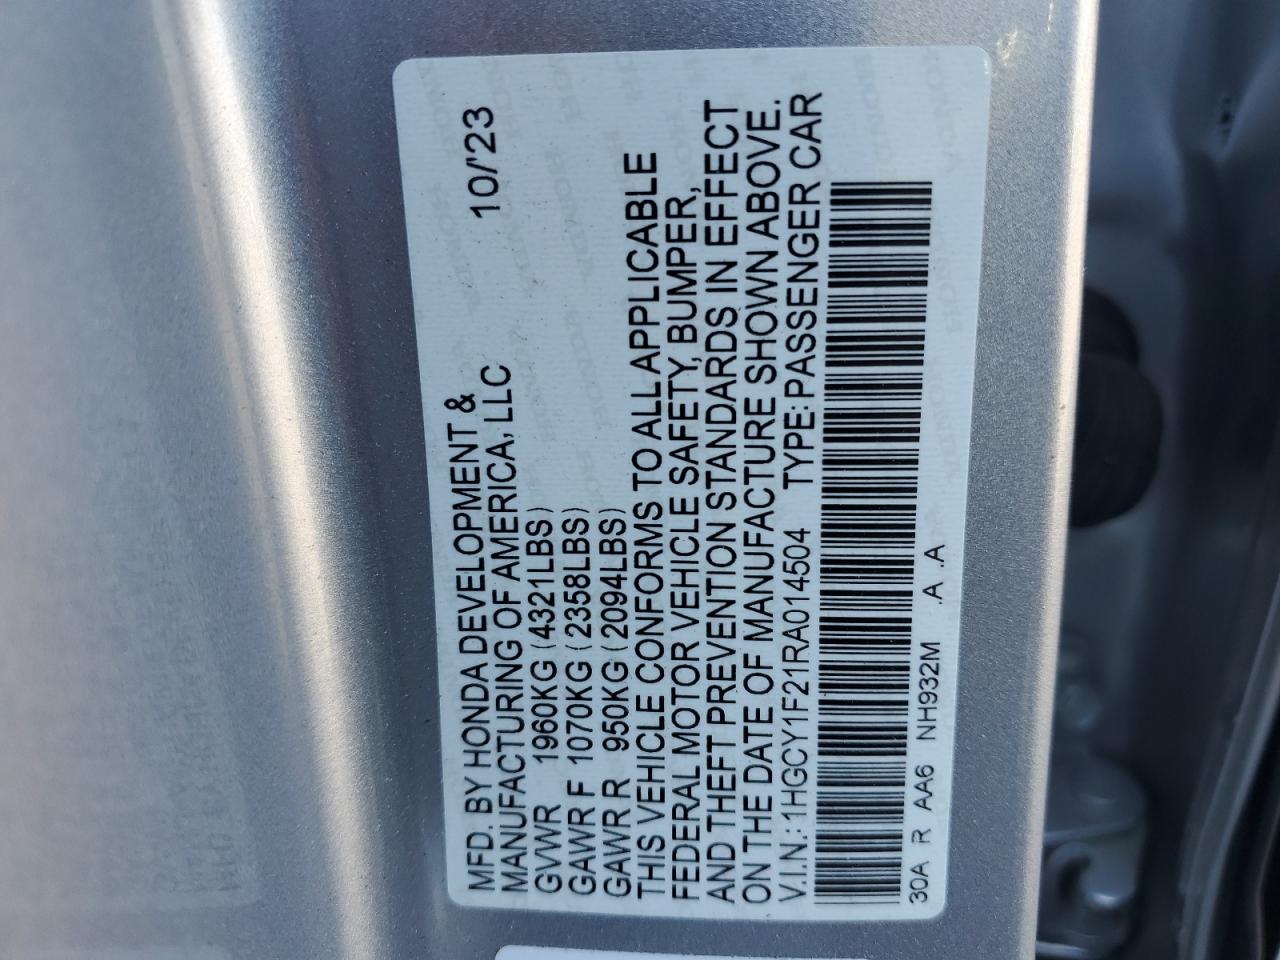 MFD. BY HONDA DEVELOPMENT &
MANUFACTURING OF AMERICA, LLC 10/'23
GVWR 1960KG (4321LBS)
GAWR F 1070KG (2358LBS)
GAWR R 950KG (2094LBS)
THIS VEHICLE CONFORMS TO ALL APPLICABLE
FEDERAL MOTOR VEHICLE SAFETY, BUMPER,
AND THEFT PREVENTION STANDARDS IN EFFECT
ON THE DATE OF MANUFACTURE SHOWN ABOVE.
V.I.N.: 1HGCY1F21RA014504 TYPE: PASSENGER CAR
30A R AA6 NH932M .A .A